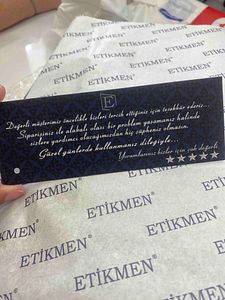 ETİKMEN®
ETİKMEN®
ETİKMEN®
E
Değerli müşterimiz öncelikle bizleri tercih ettiğiniz için teşekkür ederiz...
Siparişiniz ile alakalı olası bir problem yaşamanız halinde
sizlere yardımcı olacağımızdan hiç şüpheniz olmasın.
Güzel günlerde kullanmanız dileğiyle...
Yorumlarınız bizler için çok değerli
ETİKMEN®
ETİKMEN®
ETİKMEN®
ETİKMEN®
ETİKMEN®
ETİKMEN®